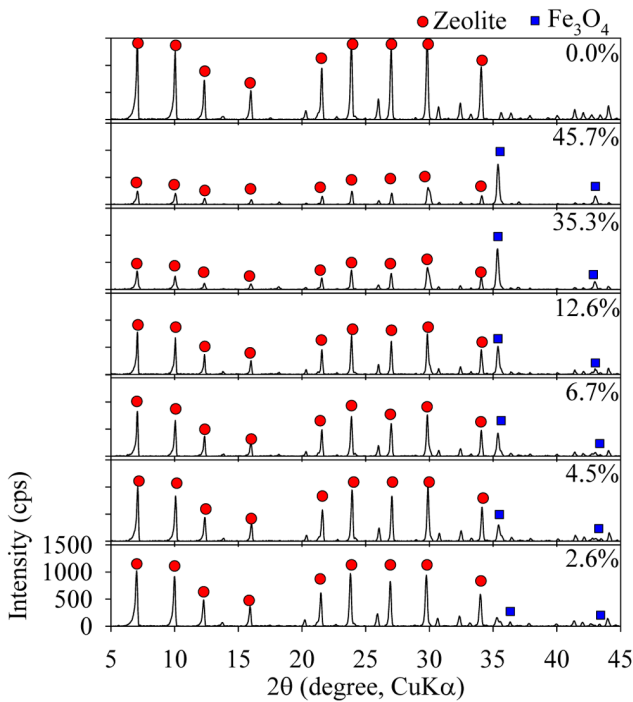 Zeolite Fe₃O₄
0.0%
45.7%
35.3%
12.6%
6.7%
4.5%
2.6%
Intensity (cps)
1500
1000
500
0
5 10 15 20 25 30 35 40 45
2θ (degree, CuKα)